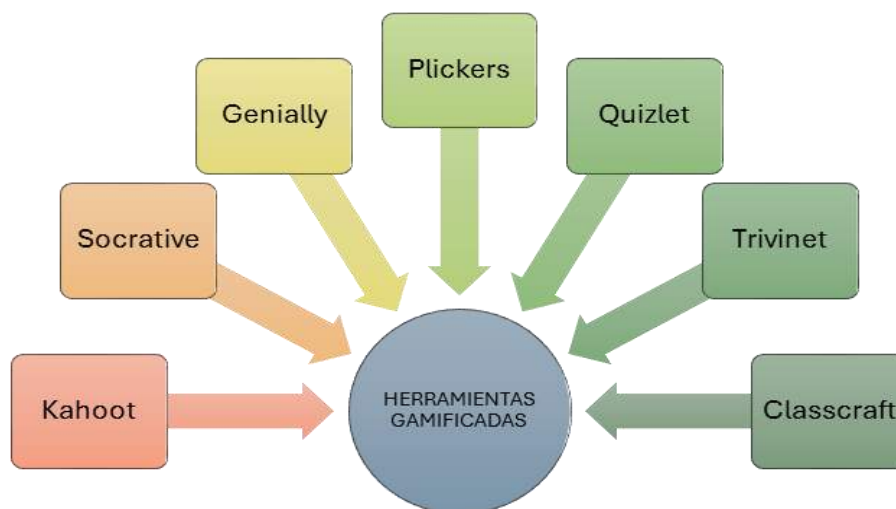 Plickers
Genially
Quizlet
Socrative
Trivinet
Kahoot
HERRAMIENTAS
GAMIFICADAS
Classcraft